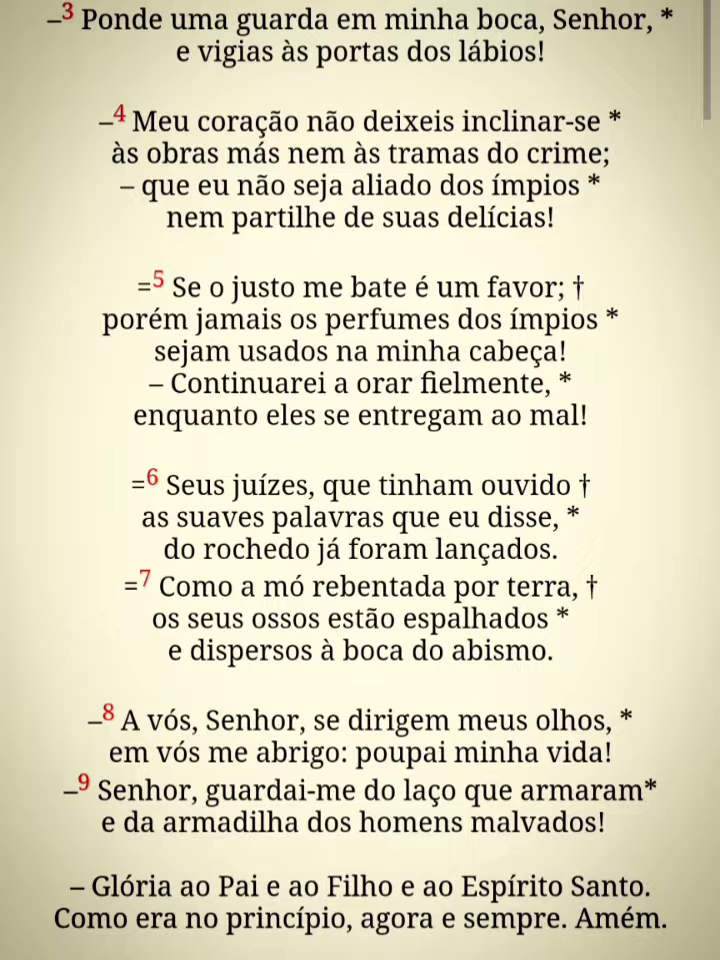 –3 Ponde uma guarda em minha boca, Senhor, *
e vigias às portas dos lábios!
–4 Meu coração não deixeis inclinar-se *
às obras más nem às tramas do crime;
– que eu não seja aliado dos ímpios *
nem partilhe de suas delícias!
=5 Se o justo me bate é um favor; †
porém jamais os perfumes dos ímpios *
sejam usados na minha cabeça!
– Continuarei a orar fielmente, *
enquanto eles se entregam ao mal!
=6 Seus juízes, que tinham ouvido †
as suaves palavras que eu disse, *
do rochedo já foram lançados.
=7 Como a mó rebentada por terra, †
os seus ossos estão espalhados *
e dispersos à boca do abismo.
–8 A vós, Senhor, se dirigem meus olhos, *
em vós me abrigo: poupai minha vida!
–9 Senhor, guardai-me do laço que armaram*
e da armadilha dos homens malvados!
– Glória ao Pai e ao Filho e ao Espírito Santo.
Como era no princípio, agora e sempre. Amém.